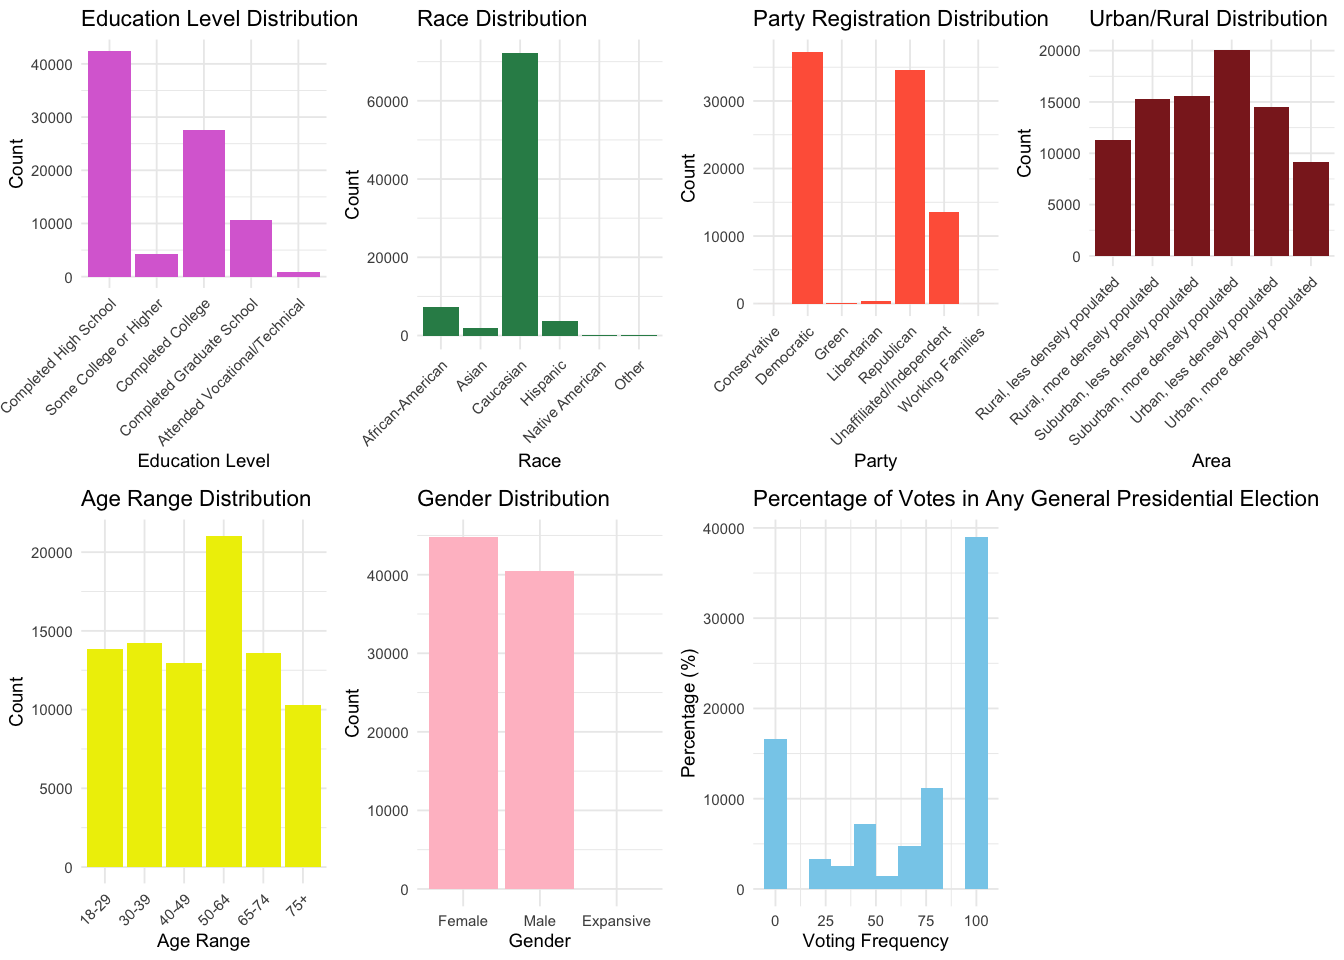 Education Level Distribution
Count
40000
30000
20000
10000
0
Completed High School
Some College or Higher
Completed College
Completed Graduate School
Attended Vocational/Technical
Education Level
Race Distribution
Count
60000
40000
20000
0
African-American
Asian
Caucasian
Hispanic
Native American
Other
Race
Party Registration Distribution
Count
30000
20000
10000
0
Conservative
Democratic
Green
Libertarian
Republican
Unaffiliated/Independent
Working Families
Party
Urban/Rural Distribution
Count
20000
15000
10000
5000
0
Rural, less densely populated
Rural, more densely populated
Suburban, less densely populated
Suburban, more densely populated
Urban, less densely populated
Urban, more densely populated
Area
Age Range Distribution
Count
20000
15000
10000
5000
0
18-29
30-39
40-49
50-64
65-74
75+
Age Range
Gender Distribution
Count
40000
30000
20000
10000
0
Female
Male
Expansive
Gender
Percentage of Votes in Any General Presidential Election
Percentage (%)
40000
30000
20000
10000
0
0
25
50
75
100
Voting Frequency